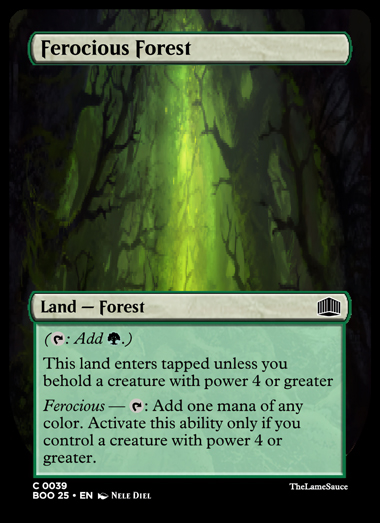 Ferocious Forest
Land — Forest
(: Add .)
This land enters tapped unless you
behold a creature with power 4 or greater
Ferocious — : Add one mana of any
color. Activate this ability only if you
control a creature with power 4 or
greater.
C 0039
BOO 25 • EN Nele Diel
TheLameSauce